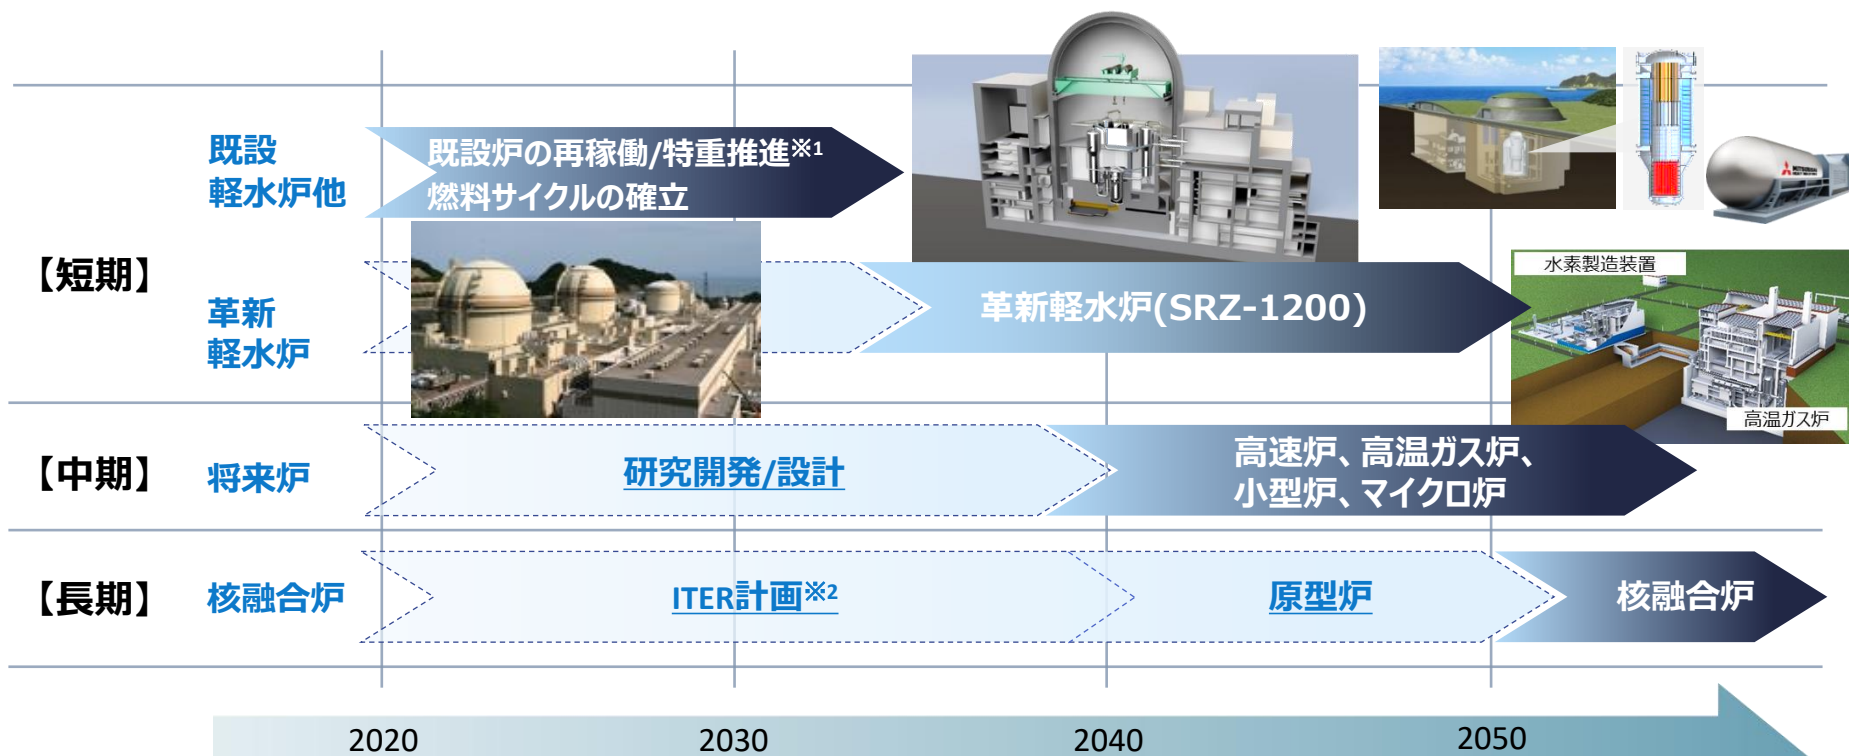 既設
軽水炉他
既設炉の再稼働/特重推進※1
燃料サイクルの確立
【短期】
革新
軽水炉
革新軽水炉(SRZ-1200)
水素製造装置
高温ガス炉
【中期】
将来炉
研究開発/設計
高速炉、高温ガス炉、
小型炉、マイクロ炉
【長期】
核融合炉
ITER計画※2
原型炉
核融合炉
2020
2030
2040
2050